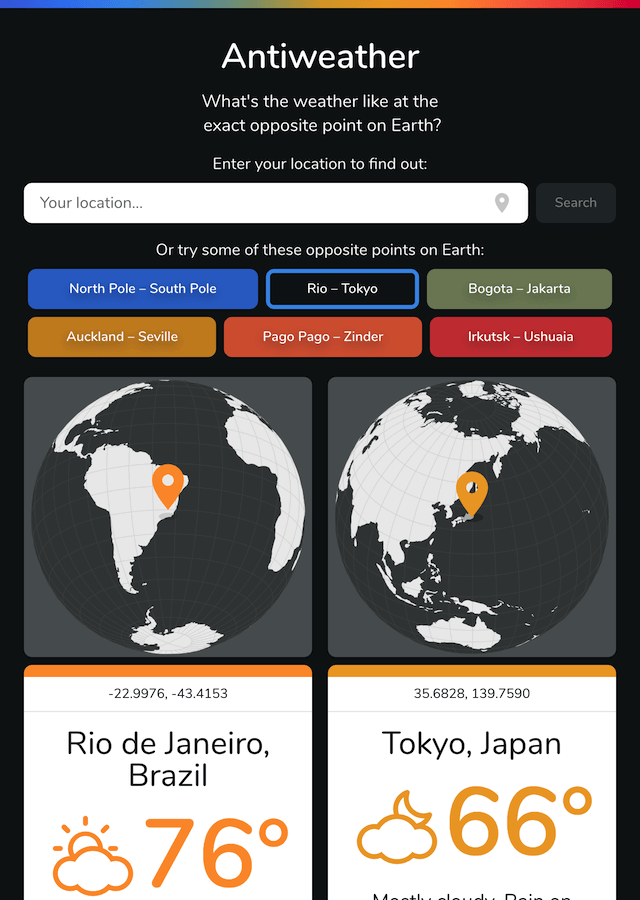 Antiweather
What's the weather like at the
exact opposite point on Earth?
Enter your location to find out:
Your location...
Search
Or try some of these opposite points on Earth:
North Pole – South Pole
Rio – Tokyo
Bogota – Jakarta
Auckland – Seville
Pago Pago – Zinder
Irkutsk – Ushuaia
-22.9976, -43.4153
Rio de Janeiro,
Brazil
76°
35.6828, 139.7590
Tokyo, Japan
66°
Mostly cloudy. Rain on